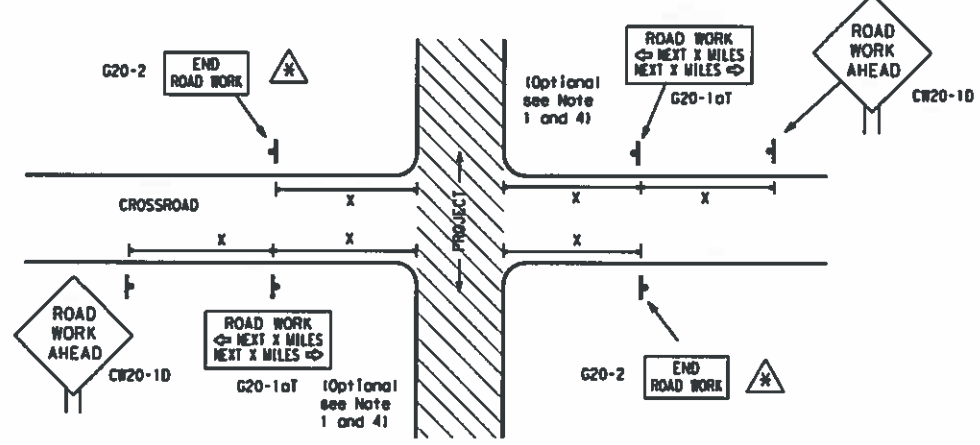 G20-2
END
ROAD WORK
*
(Optional
see Note
1 and 4)
ROAD WORK
⇦ NEXT X MILES
NEXT X MILES ⇨
G20-1aT
ROAD
WORK
AHEAD
CW20-1D
X
X
X
CROSSROAD
PROJECT
X
X
X
ROAD
WORK
AHEAD
CW20-1D
ROAD WORK
⇦ NEXT X MILES
NEXT X MILES ⇨
G20-1aT
(Optional
see Note
1 and 4)
G20-2
END
ROAD WORK
*